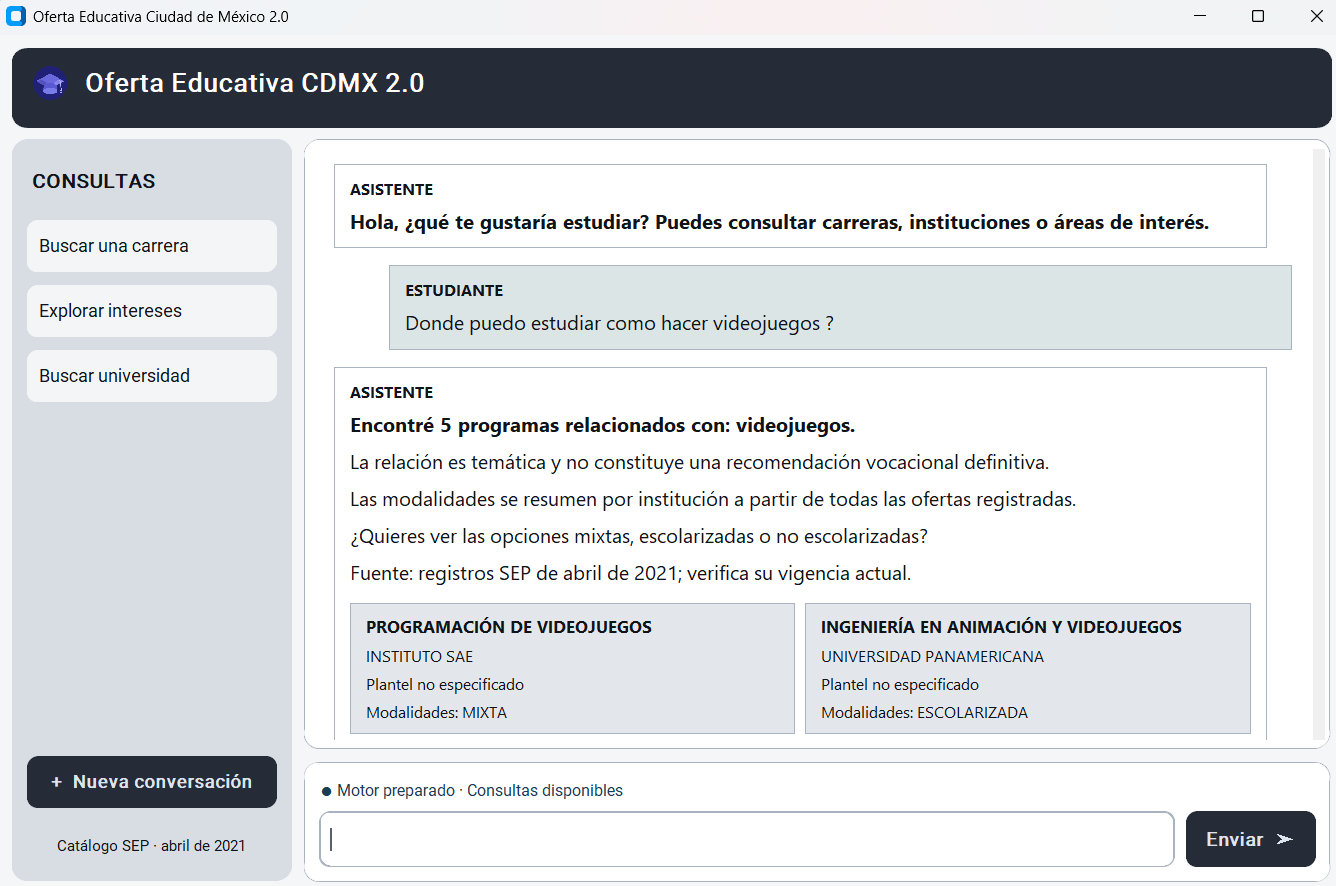 Oferta Educativa Ciudad de México 2.0
Oferta Educativa CDMX 2.0
CONSULTAS
Buscar una carrera
Explorar intereses
Buscar universidad
+ Nueva conversación
Catálogo SEP · abril de 2021
ASISTENTE
Hola, ¿qué te gustaría estudiar? Puedes consultar carreras, instituciones o áreas de interés.
ESTUDIANTE
Donde puedo estudiar como hacer videojuegos ?
ASISTENTE
Encontré 5 programas relacionados con: videojuegos.
La relación es temática y no constituye una recomendación vocacional definitiva.
Las modalidades se resumen por institución a partir de todas las ofertas registradas.
¿Quieres ver las opciones mixtas, escolarizadas o no escolarizadas?
Fuente: registros SEP de abril de 2021; verifica su vigencia actual.
PROGRAMACIÓN DE VIDEOJUEGOS
INSTITUTO SAE
Plantel no especificado
Modalidades: MIXTA
INGENIERÍA EN ANIMACIÓN Y VIDEOJUEGOS
UNIVERSIDAD PANAMERICANA
Plantel no especificado
Modalidades: ESCOLARIZADA
● Motor preparado · Consultas disponibles
Enviar ➢